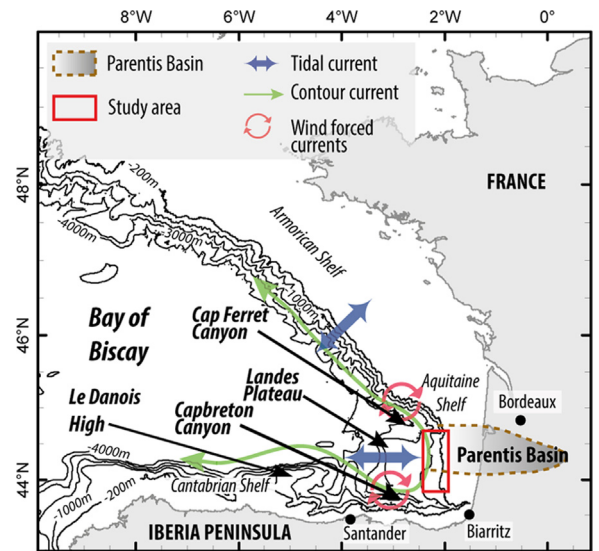 8°W 6°W 4°W 2°W 0°
Parentis Basin
Study area
Tidal current
Contour current
Wind forced
currents
-200m
-4000m
-3000m
48°N
FRANCE
Armorican Shelf
-1000m
Bay of
Biscay
46°N
Cap Ferret
Canyon
Landes
Plateau
Aquitaine
Shelf
Bordeaux
Le Danois
High
Capbreton
Canyon
Parentis Basin
-4000m
44°N
-200m
-1000m
Cantabrian Shelf
IBERIA PENINSULA
Santander
Biarritz